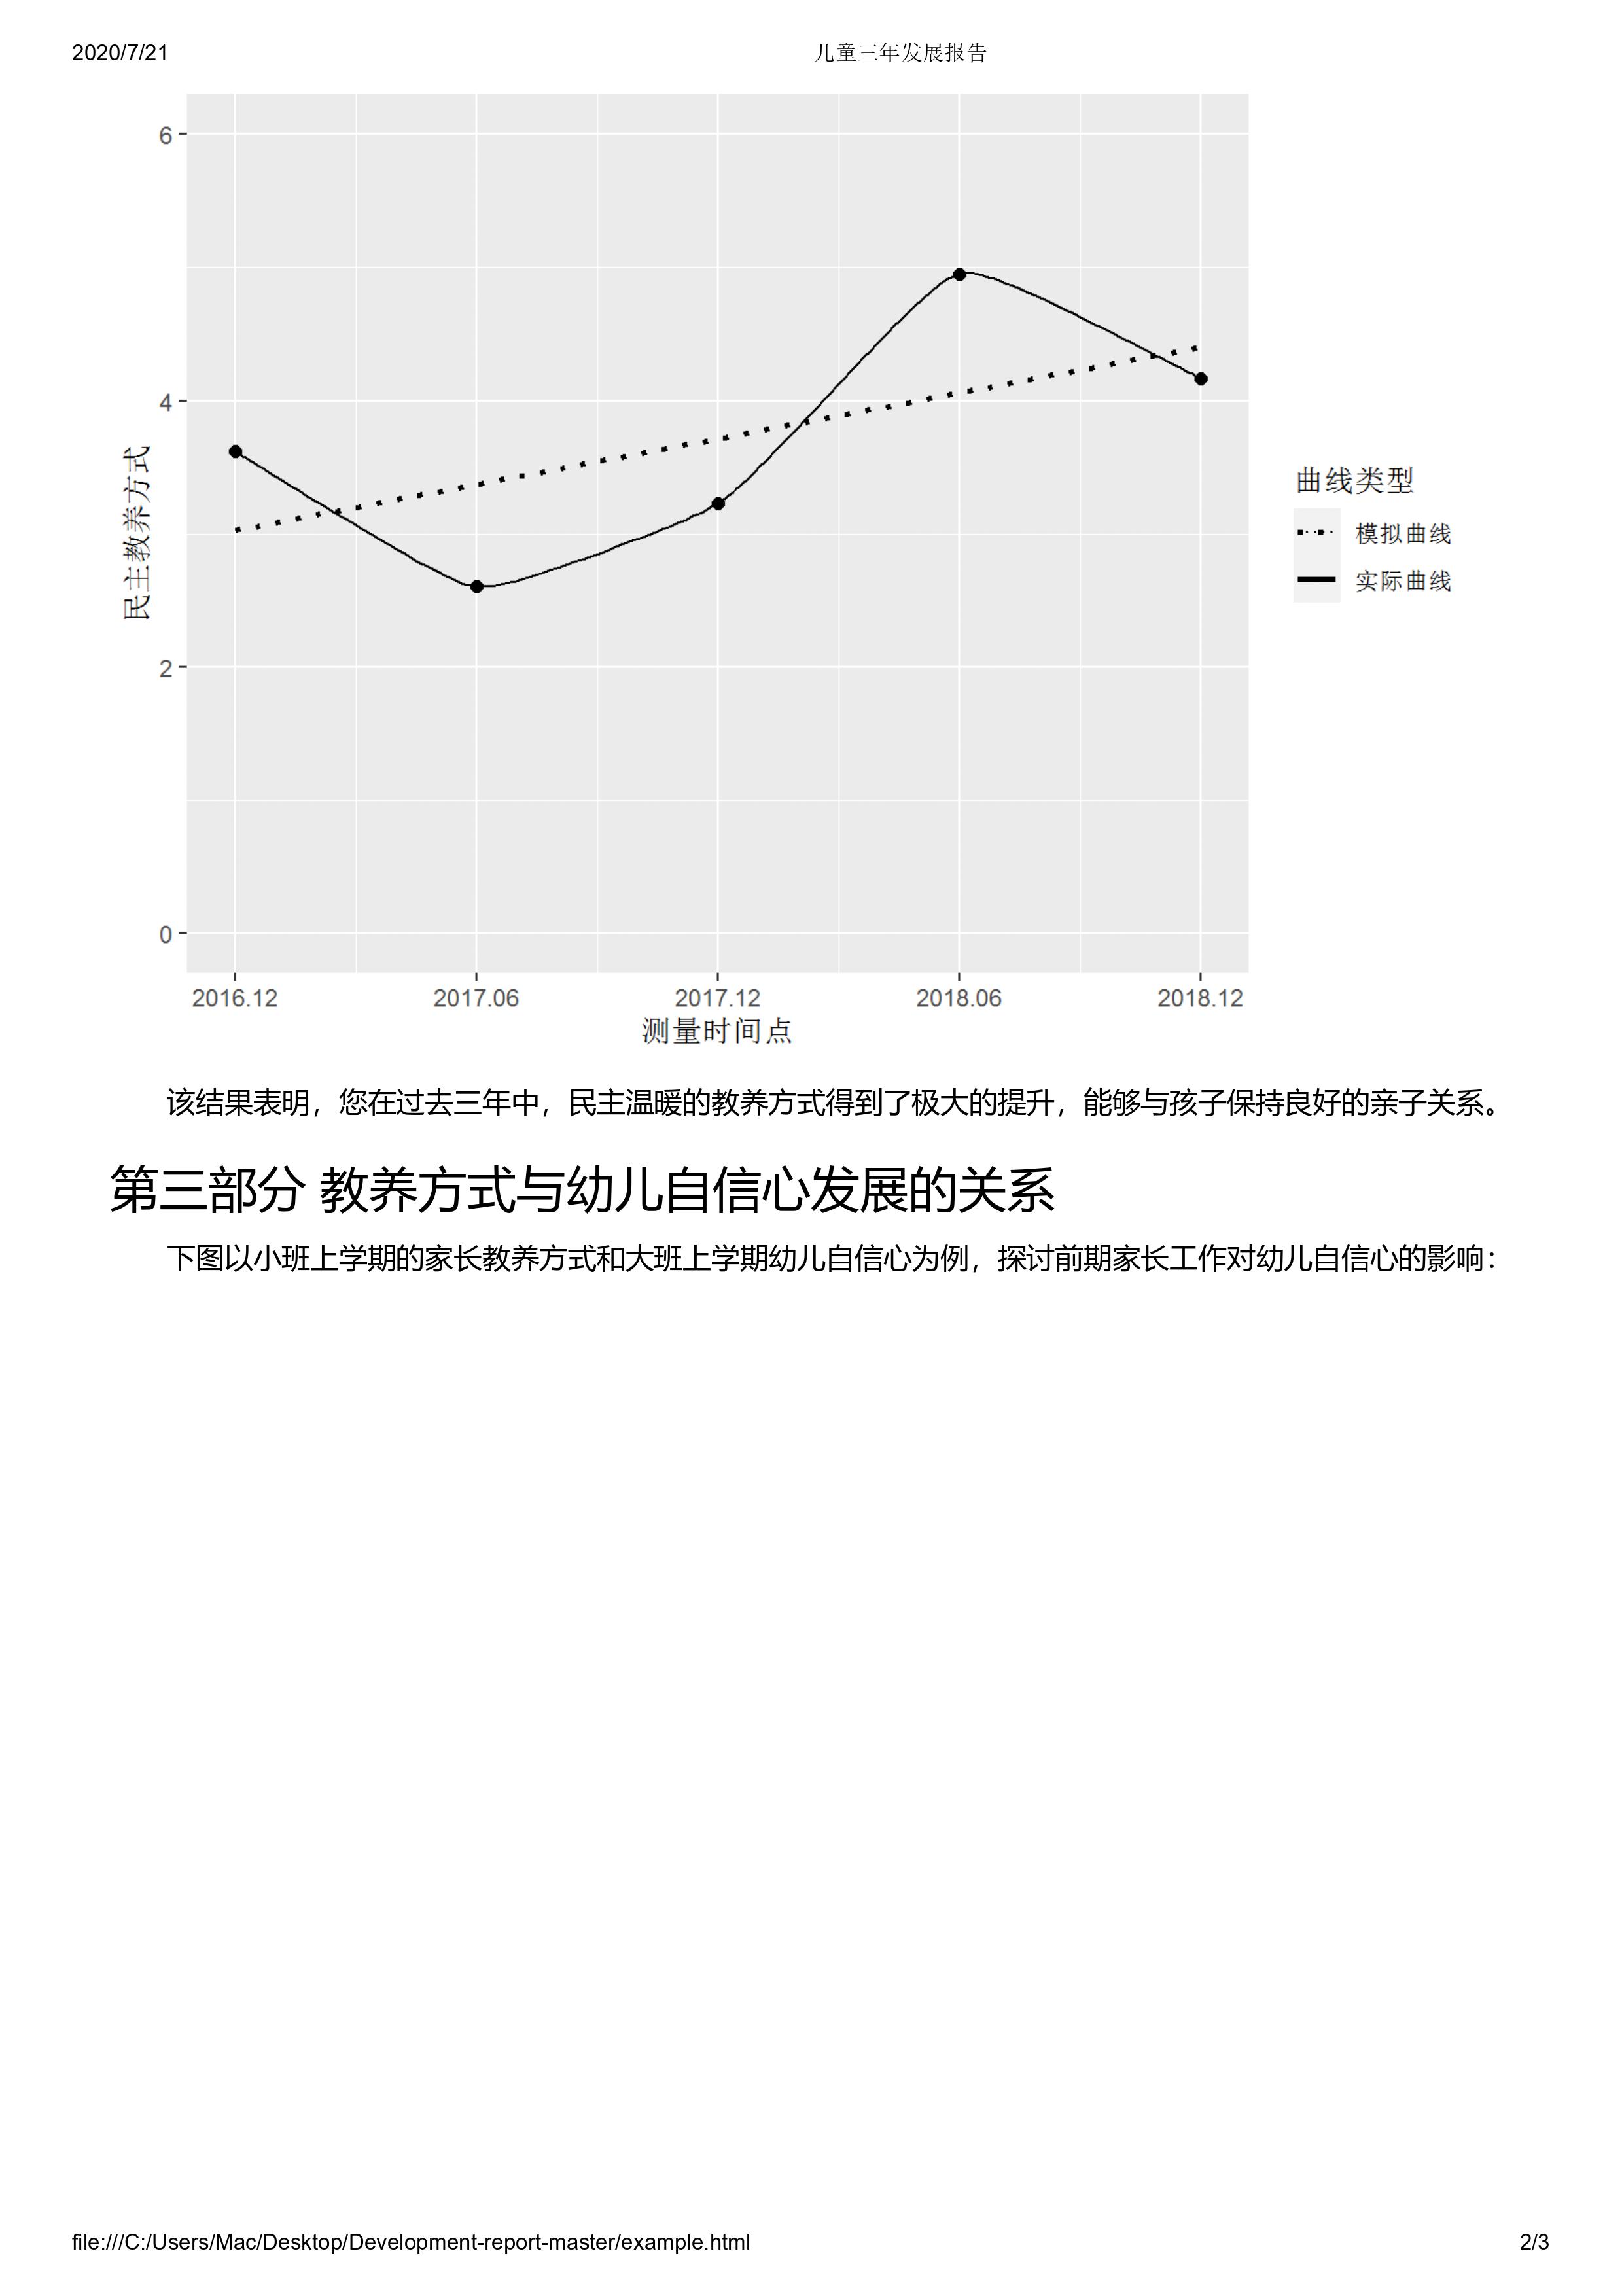 2020/7/21 儿童三年发展报告
6
4
2
0
民主教养方式
2016.12 2017.06 2017.12 2018.06 2018.12
测量时间点
曲线类型
模拟曲线
实际曲线
该结果表明，您在过去三年中，民主温暖的教养方式得到了极大的提升，能够与孩子保持良好的亲子关系。
第三部分 教养方式与幼儿自信心发展的关系
下图以小班上学期的家长教养方式和大班上学期幼儿自信心为例，探讨前期家长工作对幼儿自信心的影响：
file:///C:/Users/Mac/Desktop/Development-report-master/example.html 2/3